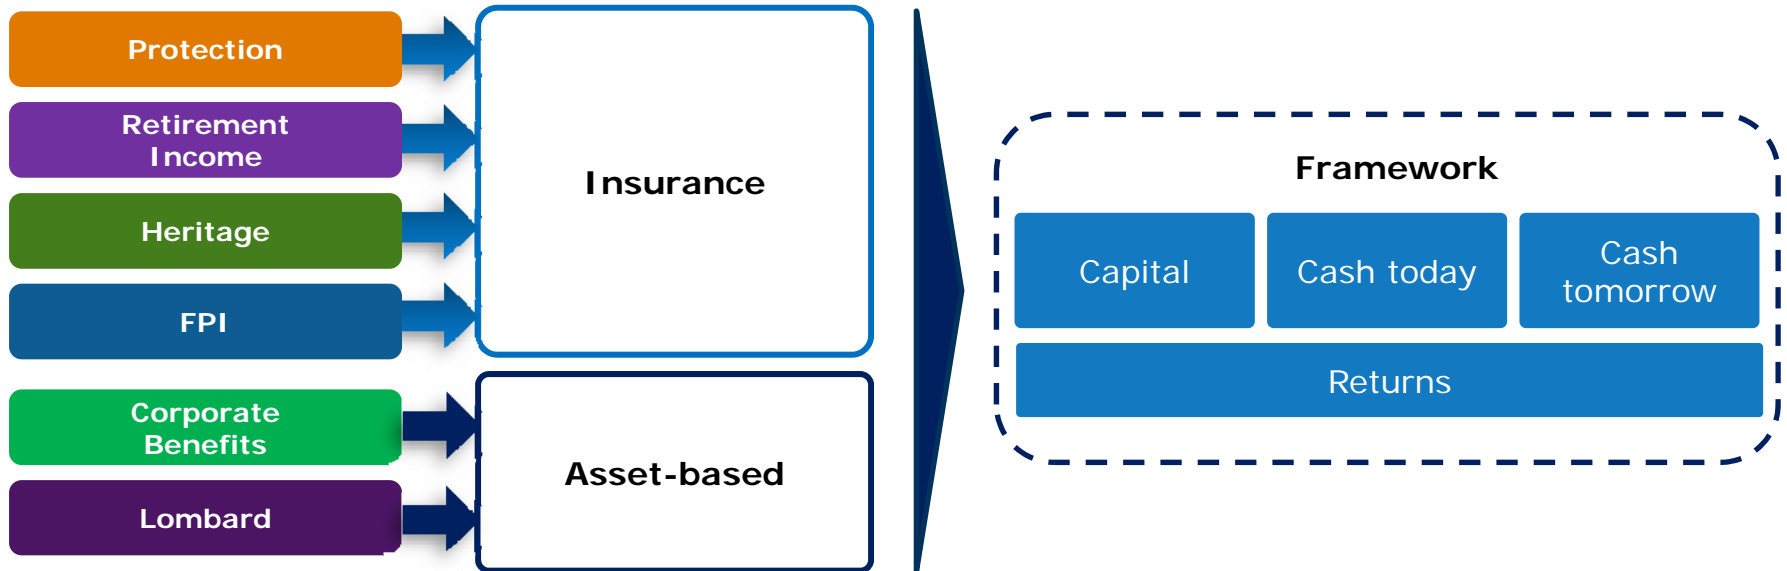 Protection
Retirement
Income
Heritage
FPI
Corporate
Benefits
Lombard
Insurance
Asset-based
Framework
Capital
Cash today
Cash
tomorrow
Returns